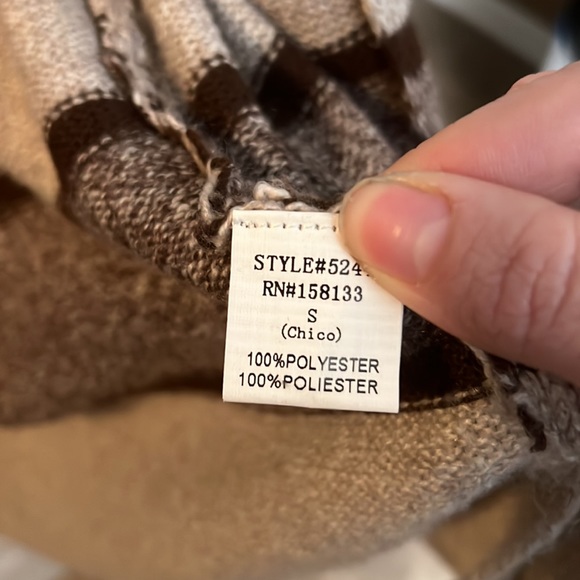 STYLE#524
RN#158133
S
(Chico)
100%POLYESTER
100%POLIESTER